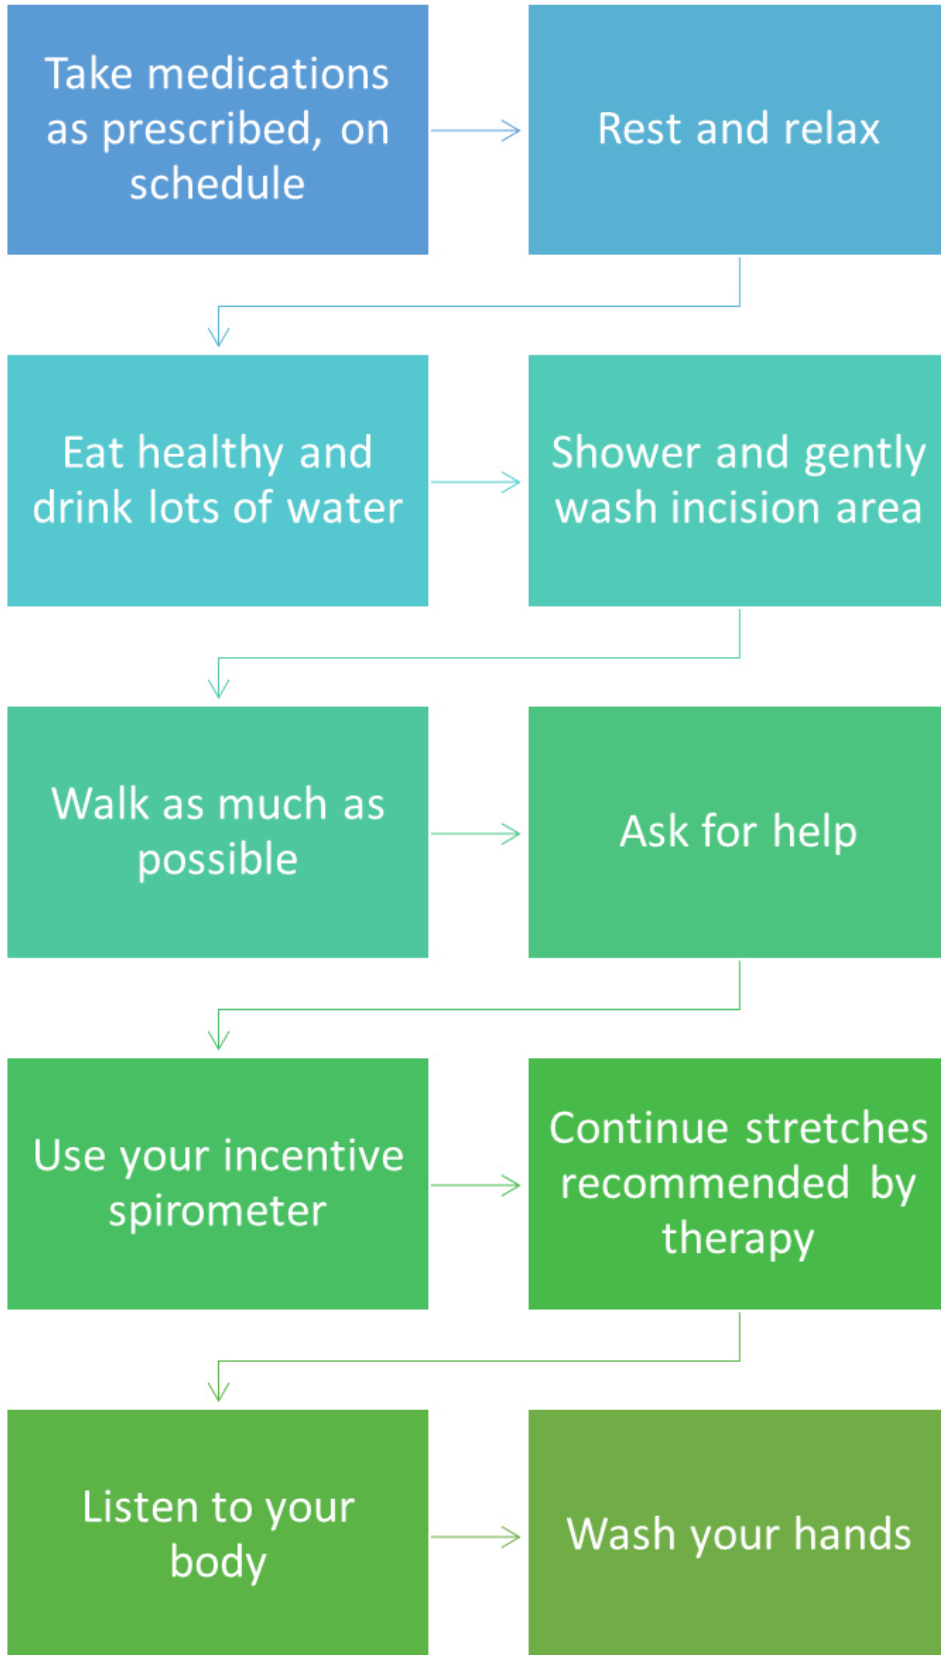 Take medications
as prescribed, on
schedule
Rest and relax
Eat healthy and
drink lots of water
Shower and gently
wash incision area
Walk as much as
possible
Ask for help
Use your incentive
spirometer
Continue stretches
recommended by
therapy
Listen to your
body
Wash your hands